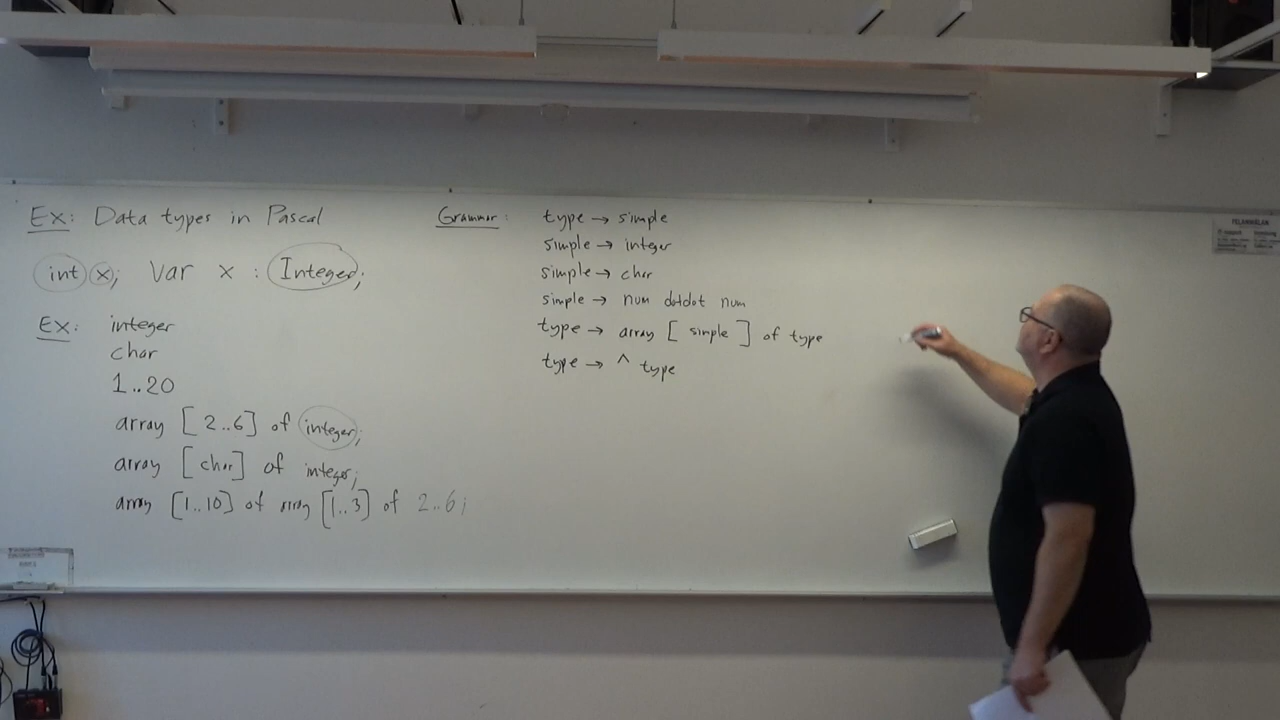 Ex: Data types in Pascal
int x; Var x : Integer;
Ex: integer
char
1..20
array [ 2..6] of integer;
array [char] of integer;
array [1..10] of array [1..3] of 2..6;
Grammar: type → simple
simple → integer
simple → char
simple → num dotdot num
type → array [ simple ] of type
type → ^ type
FELANMÄLAN